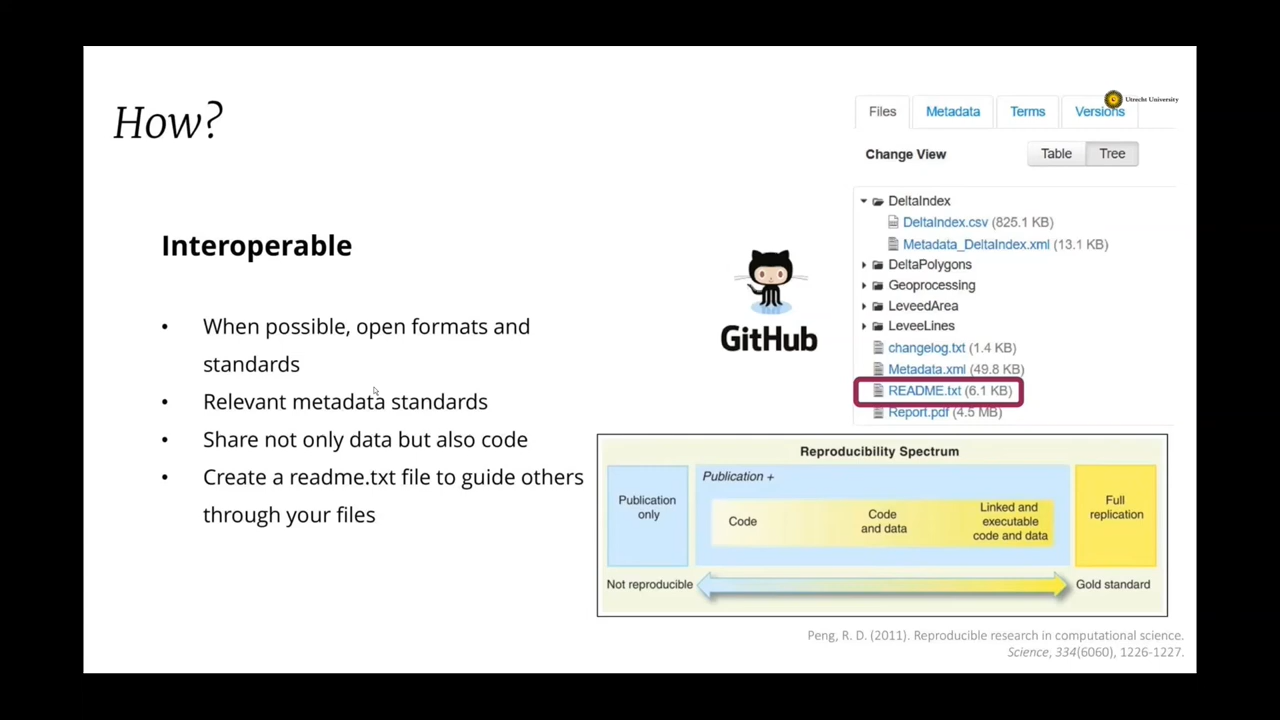 How?
Utrecht University
Files
Metadata
Terms
Versions
Change View
Table
Tree
DeltaIndex
DeltaIndex.csv (825.1 KB)
Metadata_DeltaIndex.xml (13.1 KB)
DeltaPolygons
Geoprocessing
LeveedArea
LeveeLines
changelog.txt (1.4 KB)
Metadata.xml (49.8 KB)
README.txt (6.1 KB)
Report.pdf (4.5 MB)
GitHub
Interoperable
• When possible, open formats and
standards
• Relevant metadata standards
• Share not only data but also code
• Create a readme.txt file to guide others
through your files
Reproducibility Spectrum
Publication
only
Publication +
Code
Code
and data
Linked and
executable
code and data
Full
replication
Not reproducible
Gold standard
Peng, R. D. (2011). Reproducible research in computational science.
Science, 334(6060), 1226-1227.